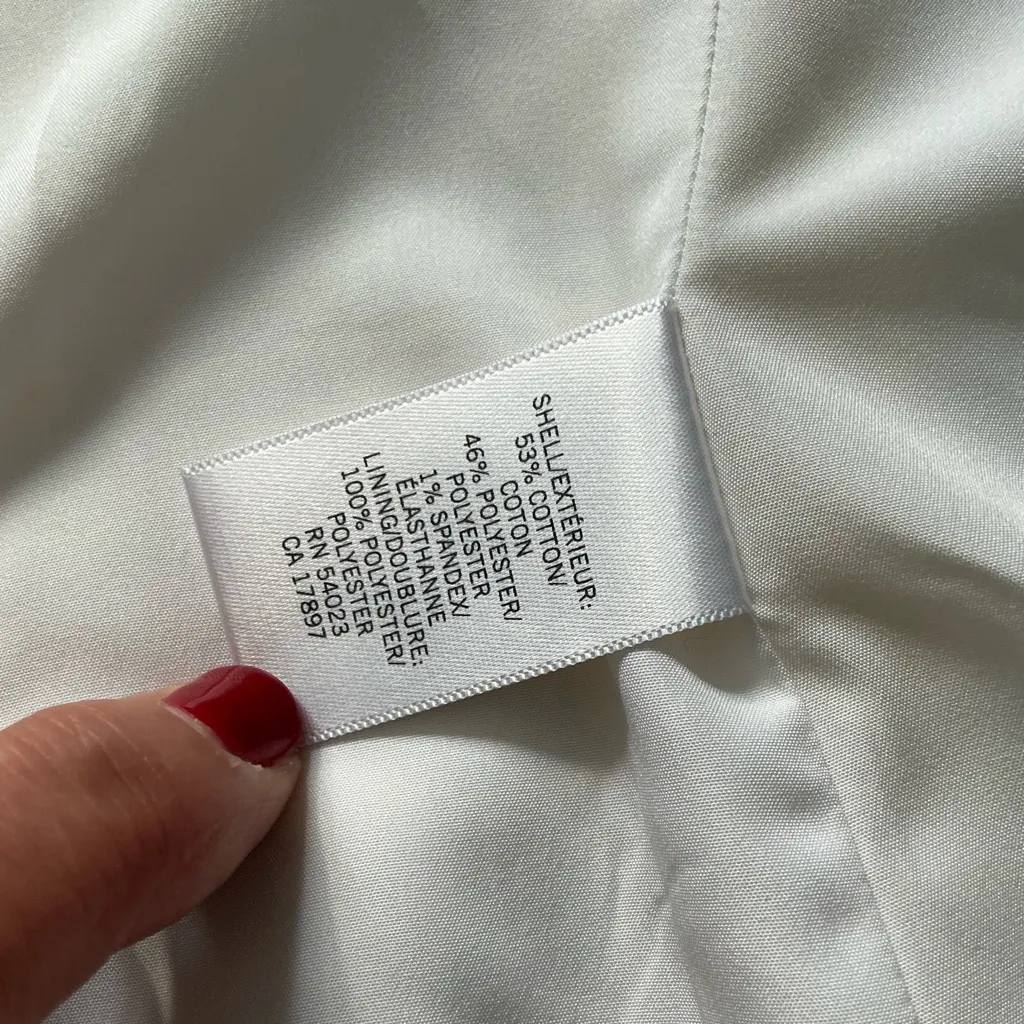 SHELL/EXTÉRIEUR:
53% COTTON/
COTON
46% POLYESTER/
POLYESTER
1% SPANDEX/
ÉLASTHANNE
LINING/DOUBLURE:
100% POLYESTER/
POLYESTER
RN 54023
CA 17897